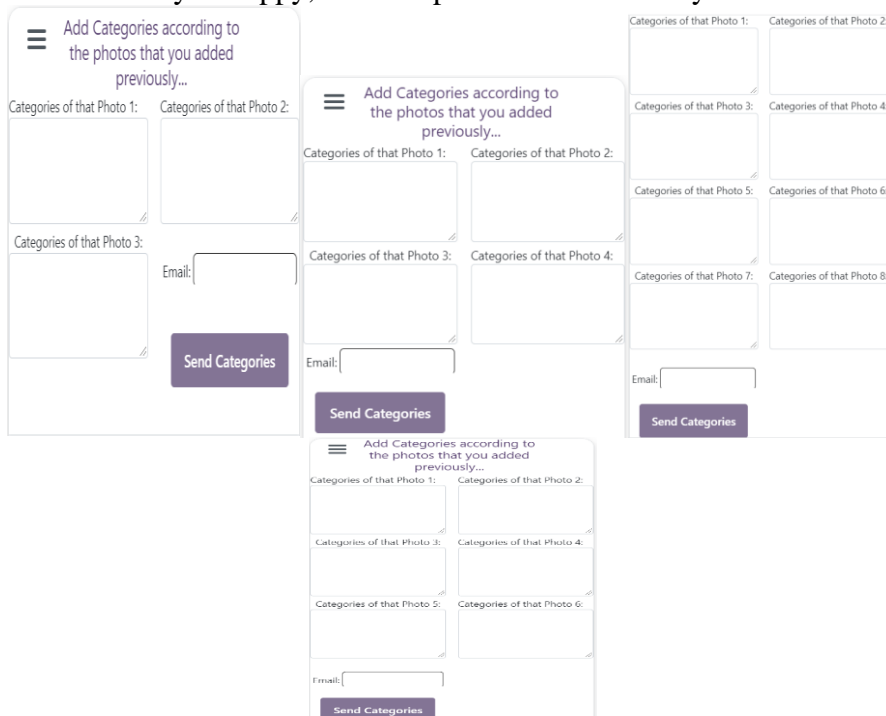 Add Categories according to
the photos that you added
previously...
Categories of that Photo 1: Categories of that Photo 2:
Categories of that Photo 3:
Email:
Send Categories
Add Categories according to
the photos that you added
previously...
Categories of that Photo 1: Categories of that Photo 2:
Categories of that Photo 3: Categories of that Photo 4:
Email:
Send Categories
Categories of that Photo 1: Categories of that Photo 2:
Categories of that Photo 3: Categories of that Photo 4:
Categories of that Photo 5: Categories of that Photo 6:
Categories of that Photo 7: Categories of that Photo 8:
Email:
Send Categories
Add Categories according to
the photos that you added
previously...
Categories of that Photo 1: Categories of that Photo 2:
Categories of that Photo 3: Categories of that Photo 4:
Categories of that Photo 5: Categories of that Photo 6:
Email:
Send Categories